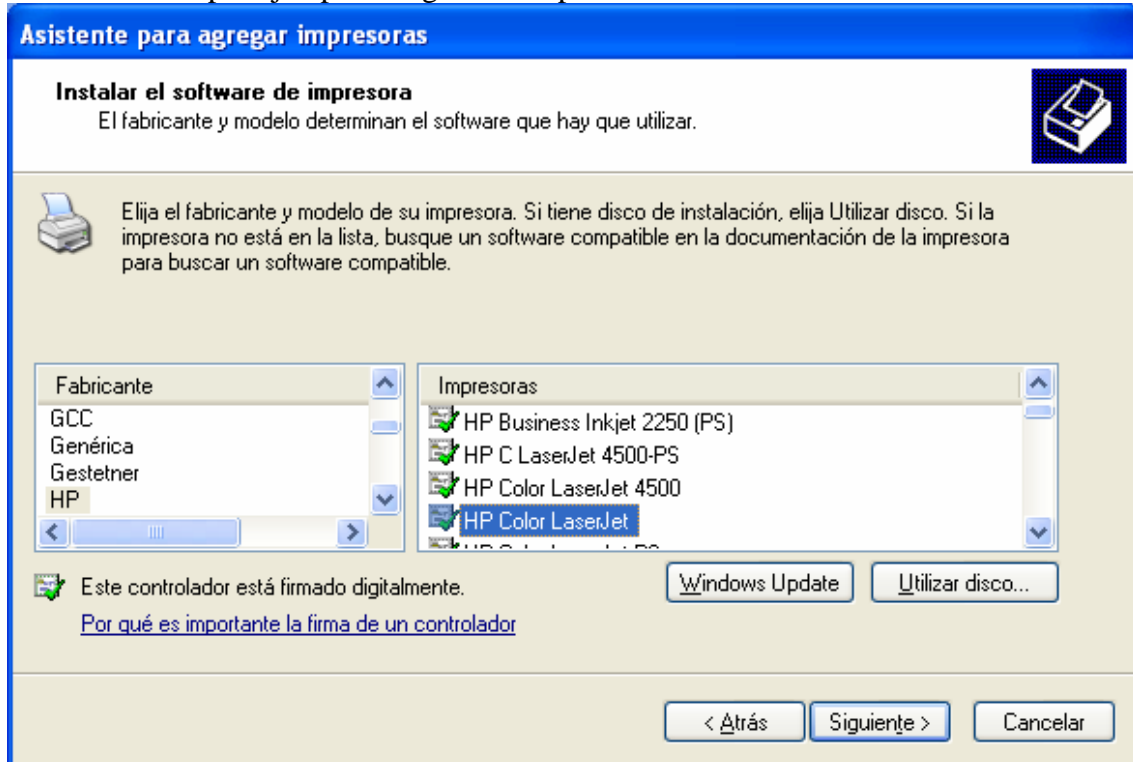 Asistente para agregar impresoras
Instalar el software de impresora
El fabricante y modelo determinan el software que hay que utilizar.
Elija el fabricante y modelo de su impresora. Si tiene disco de instalación, elija Utilizar disco. Si la
impresora no está en la lista, busque un software compatible en la documentación de la impresora
para buscar un software compatible.
Fabricante
GCC
Genérica
Gestetner
HP
Impresoras
HP Business Inkjet 2250 (PS)
HP C LaserJet 4500-PS
HP Color LaserJet 4500
HP Color LaserJet
Este controlador está firmado digitalmente.
Por qué es importante la firma de un controlador
Windows Update
Utilizar disco...
< Atrás
Siguiente >
Cancelar